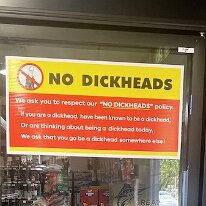 NO DICKHEADS
We ask you to respect our "NO DICKHEADS" policy.
If you are a dickhead, have been known to be a dickhead,
Or are thinking about being a dickhead today,
We ask that you go be a dickhead somewhere else!